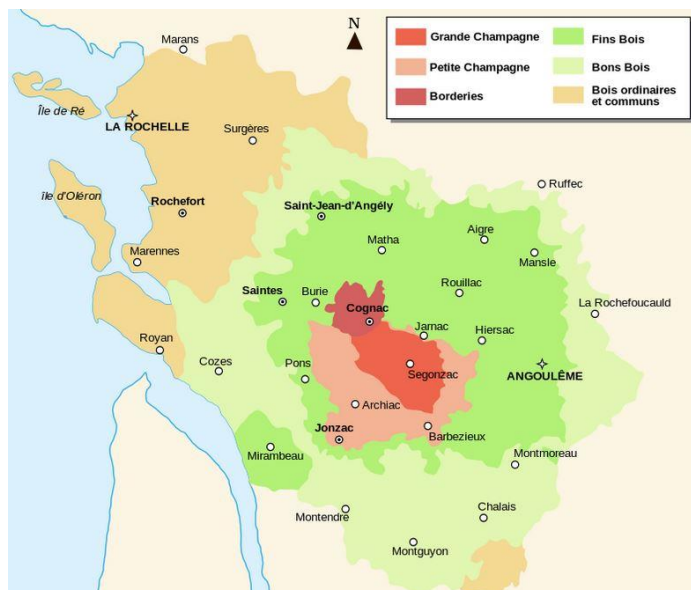 N
Grande Champagne
Petite Champagne
Borderies
Fins Bois
Bons Bois
Bois ordinaires
et communs
Marans
Île de Ré
LA ROCHELLE
Surgères
Ruffec
île d'Oléron
Rochefort
Saint-Jean-d'Angély
Matha
Aigre
Mansle
Marennes
Saintes
Burie
Rouillac
La Rochefoucauld
Cognac
Jarnac
Hiersac
Royan
Cozes
Pons
Segonzac
ANGOULÊME
Archiac
Jonzac
Barbezieux
Mirambeau
Montmoreau
Montendre
Chalais
Montguyon